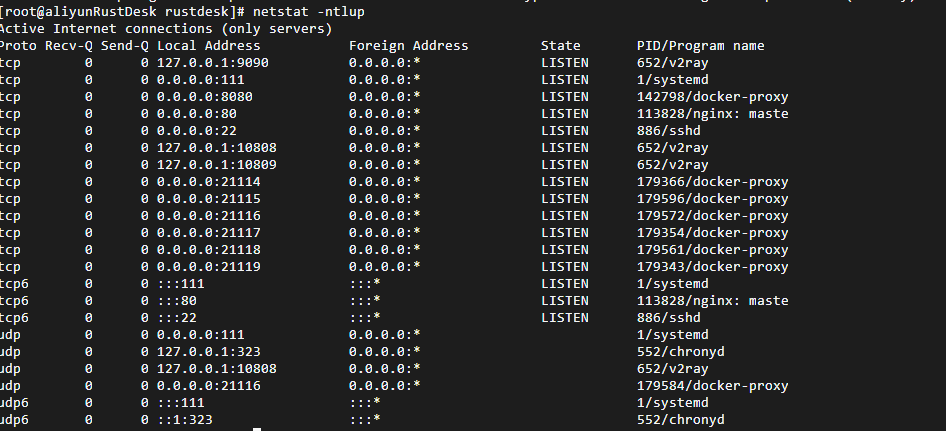 [root@aliyunRustDesk rustdesk]# netstat -ntlup
Active Internet connections (only servers)
Proto Recv-Q Send-Q Local Address           Foreign Address         State       PID/Program name
tcp        0      0 127.0.0.1:9090          0.0.0.0:*               LISTEN      652/v2ray
tcp        0      0 0.0.0.0:111             0.0.0.0:*               LISTEN      1/systemd
tcp        0      0 0.0.0.0:8080            0.0.0.0:*               LISTEN      142798/docker-proxy
tcp        0      0 0.0.0.0:80              0.0.0.0:*               LISTEN      113828/nginx: maste
tcp        0      0 0.0.0.0:22              0.0.0.0:*               LISTEN      886/sshd
tcp        0      0 127.0.0.1:10808         0.0.0.0:*               LISTEN      652/v2ray
tcp        0      0 127.0.0.1:10809         0.0.0.0:*               LISTEN      652/v2ray
tcp        0      0 0.0.0.0:21114           0.0.0.0:*               LISTEN      179366/docker-proxy
tcp        0      0 0.0.0.0:21115           0.0.0.0:*               LISTEN      179596/docker-proxy
tcp        0      0 0.0.0.0:21116           0.0.0.0:*               LISTEN      179572/docker-proxy
tcp        0      0 0.0.0.0:21117           0.0.0.0:*               LISTEN      179354/docker-proxy
tcp        0      0 0.0.0.0:21118           0.0.0.0:*               LISTEN      179561/docker-proxy
tcp        0      0 0.0.0.0:21119           0.0.0.0:*               LISTEN      179343/docker-proxy
tcp6       0      0 :::111                  :::*                    LISTEN      1/systemd
tcp6       0      0 :::80                   :::*                    LISTEN      113828/nginx: maste
tcp6       0      0 :::22                   :::*                    LISTEN      886/sshd
udp        0      0 0.0.0.0:111             0.0.0.0:*                           1/systemd
udp        0      0 127.0.0.1:323           0.0.0.0:*                           552/chronyd
udp        0      0 127.0.0.1:10808         0.0.0.0:*                           652/v2ray
udp        0      0 0.0.0.0:21116           0.0.0.0:*                           179584/docker-proxy
udp6       0      0 :::111                  :::*                                1/systemd
udp6       0      0 ::1:323                 :::*                                552/chronyd